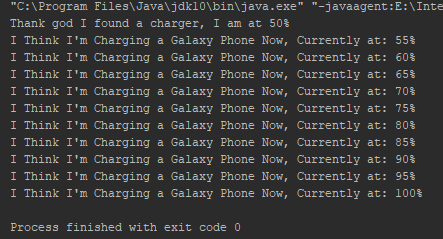 "C:\Program Files\Java\jdk10\bin\java.exe" "-javaagent:E:\Inte
Thank god I found a charger, I am at 50%
I Think I'm Charging a Galaxy Phone Now, Currently at: 55%
I Think I'm Charging a Galaxy Phone Now, Currently at: 60%
I Think I'm Charging a Galaxy Phone Now, Currently at: 65%
I Think I'm Charging a Galaxy Phone Now, Currently at: 70%
I Think I'm Charging a Galaxy Phone Now, Currently at: 75%
I Think I'm Charging a Galaxy Phone Now, Currently at: 80%
I Think I'm Charging a Galaxy Phone Now, Currently at: 85%
I Think I'm Charging a Galaxy Phone Now, Currently at: 90%
I Think I'm Charging a Galaxy Phone Now, Currently at: 95%
I Think I'm Charging a Galaxy Phone Now, Currently at: 100%
Process finished with exit code 0